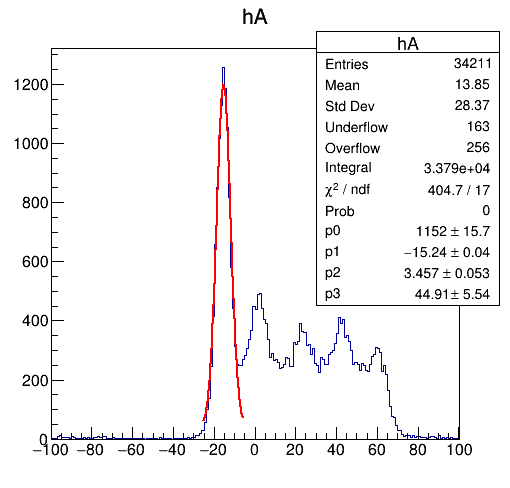 hA
hA
Entries 34211
Mean 13.85
Std Dev 28.37
Underflow 163
Overflow 256
Integral 3.379e+04
χ² / ndf 404.7 / 17
Prob 0
p0 1152 ± 15.7
p1 −15.24 ± 0.04
p2 3.457 ± 0.053
p3 44.91 ± 5.54
1200
1000
800
600
400
200
0
−100 −80 −60 −40 −20 0 20 40 60 80 100